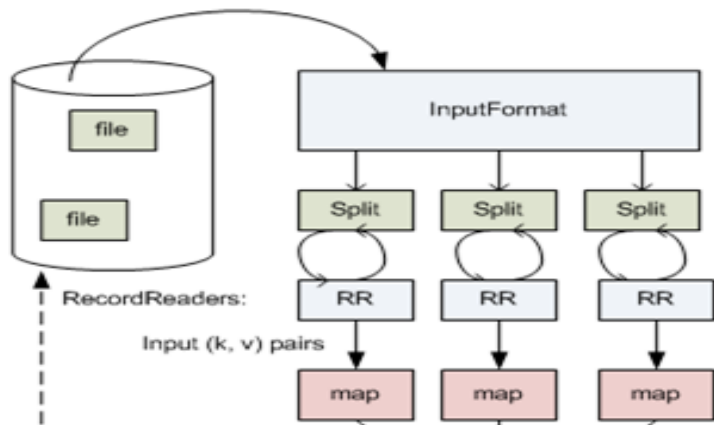 file
file
InputFormat
Split
Split
Split
RecordReaders:
RR
RR
RR
Input (k, v) pairs
map
map
map